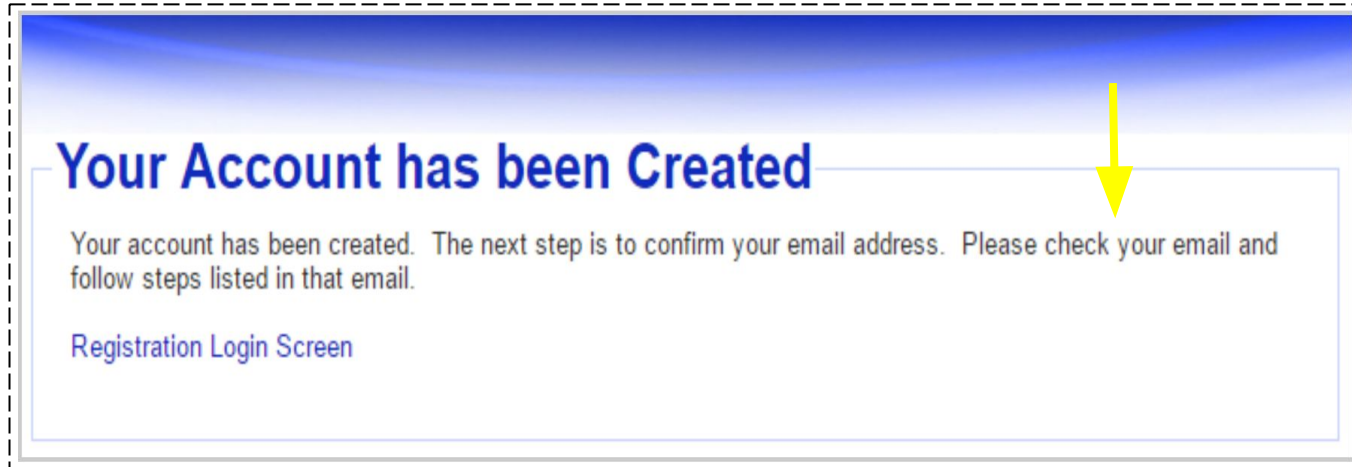 Your Account has been Created
Your account has been created.  The next step is to confirm your email address.  Please check your email and
follow steps listed in that email.
Registration Login Screen